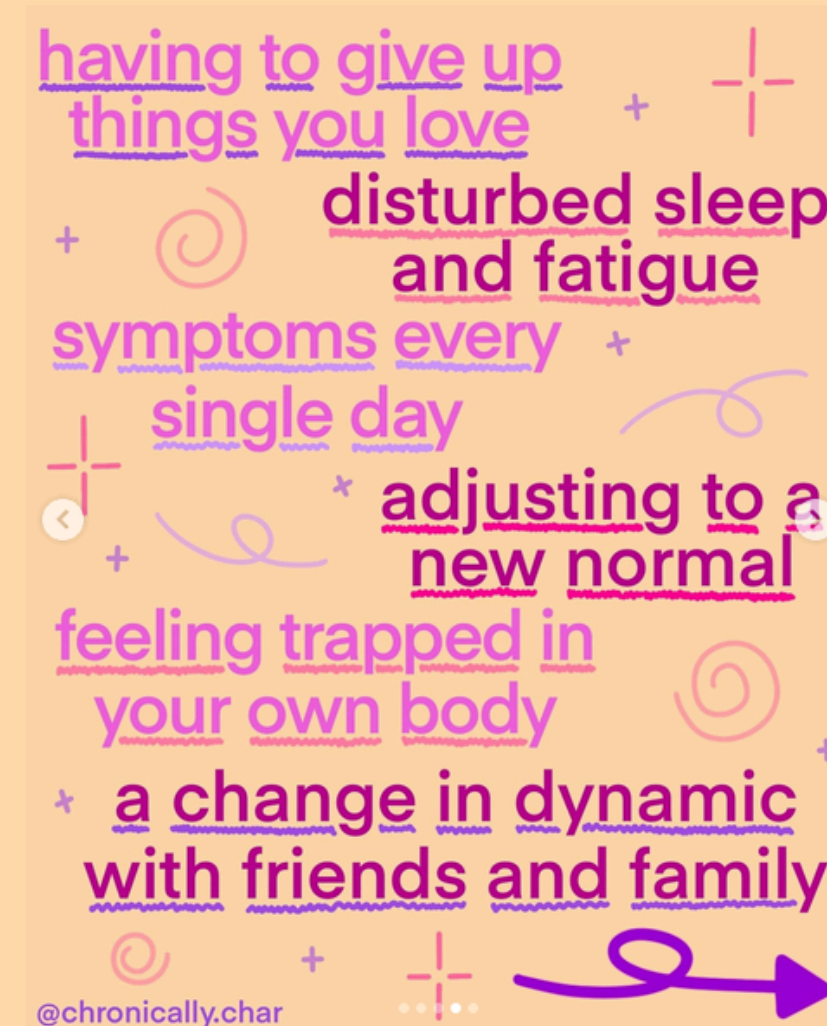 having to give up
things you love
disturbed sleep
and fatigue
symptoms every
single day
adjusting to a
new normal
feeling trapped in
your own body
a change in dynamic
with friends and family
@chronically.char